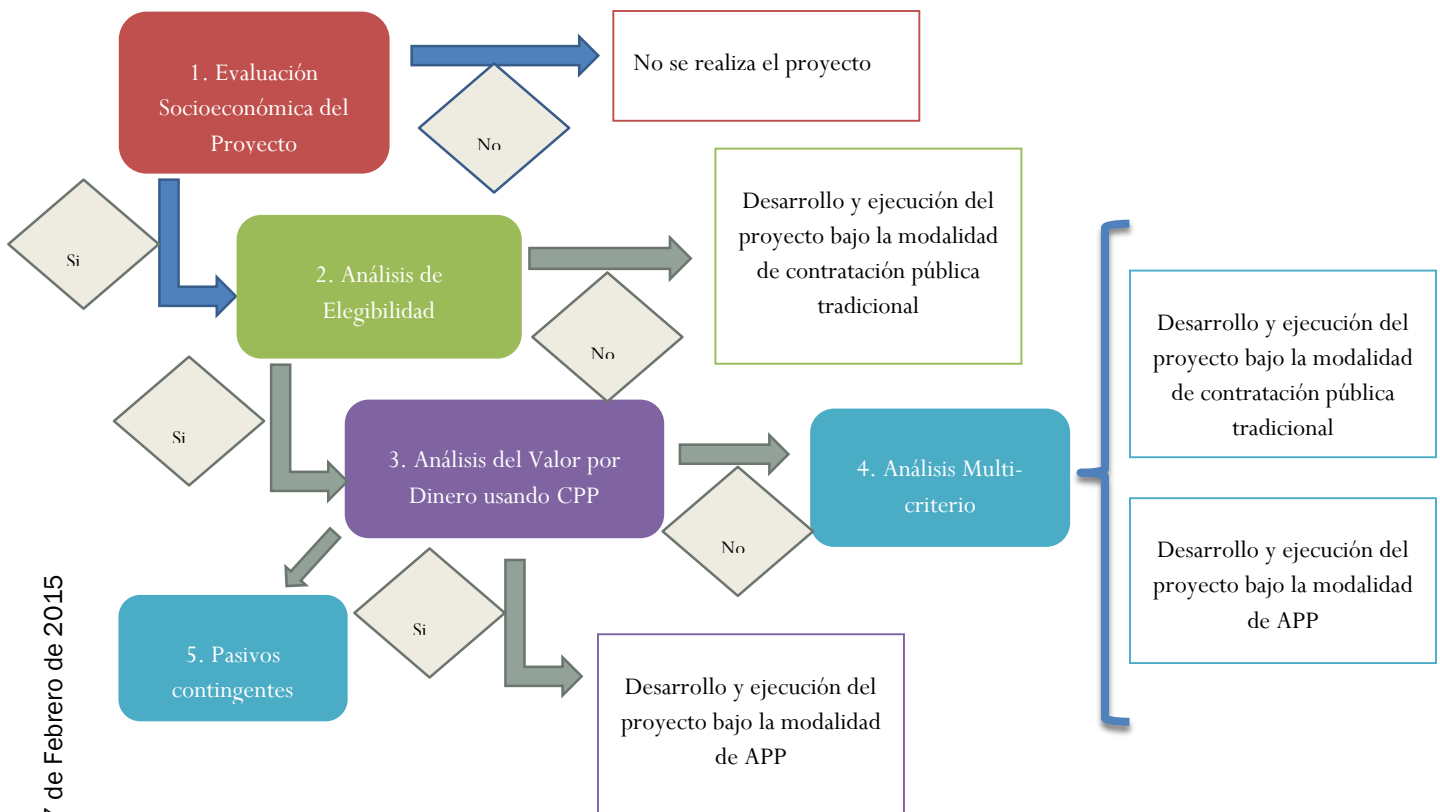 1. Evaluación
Socioeconómica del
Proyecto
No se realiza el proyecto
No
Si
2. Análisis de
Elegibilidad
Desarrollo y ejecución del
proyecto bajo la modalidad
de contratación pública
tradicional
No
Si
3. Análisis del Valor por
Dinero usando CPP
No
4. Análisis Multi-
criterio
Desarrollo y ejecución del
proyecto bajo la modalidad
de contratación pública
tradicional
Desarrollo y ejecución del
proyecto bajo la modalidad
de APP
5. Pasivos
contingentes
Si
Desarrollo y ejecución del
proyecto bajo la modalidad
de APP
de Febrero de 2015